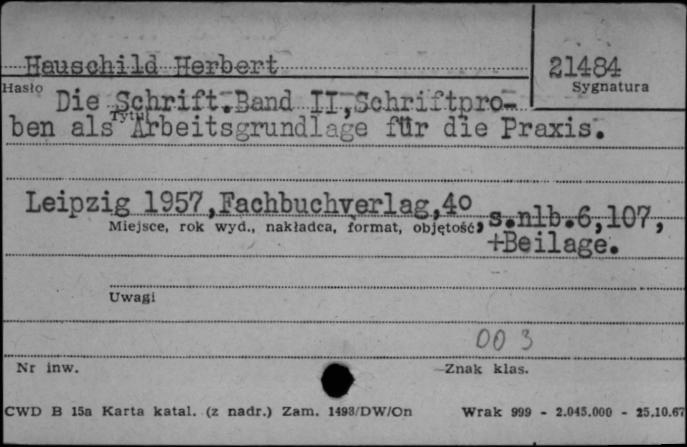 Hauschild Herbert
21484
Hasło
Sygnatura
Die Schrift.Band II,Schriftpro-
Tytuł
ben als Arbeitsgrundlage für die Praxis.
Leipzig 1957,Fachbuchverlag,4o
s.nlb.6,107,
Miejsce, rok wyd., nakładca, format, objętość,
+Beilage.
Uwagi
00 3
Nr inw.
Znak klas.
CWD B 15a Karta katal. (z nadr.) Zam. 1493/DW/On Wrak 999 - 2.045.000 - 25.10.67